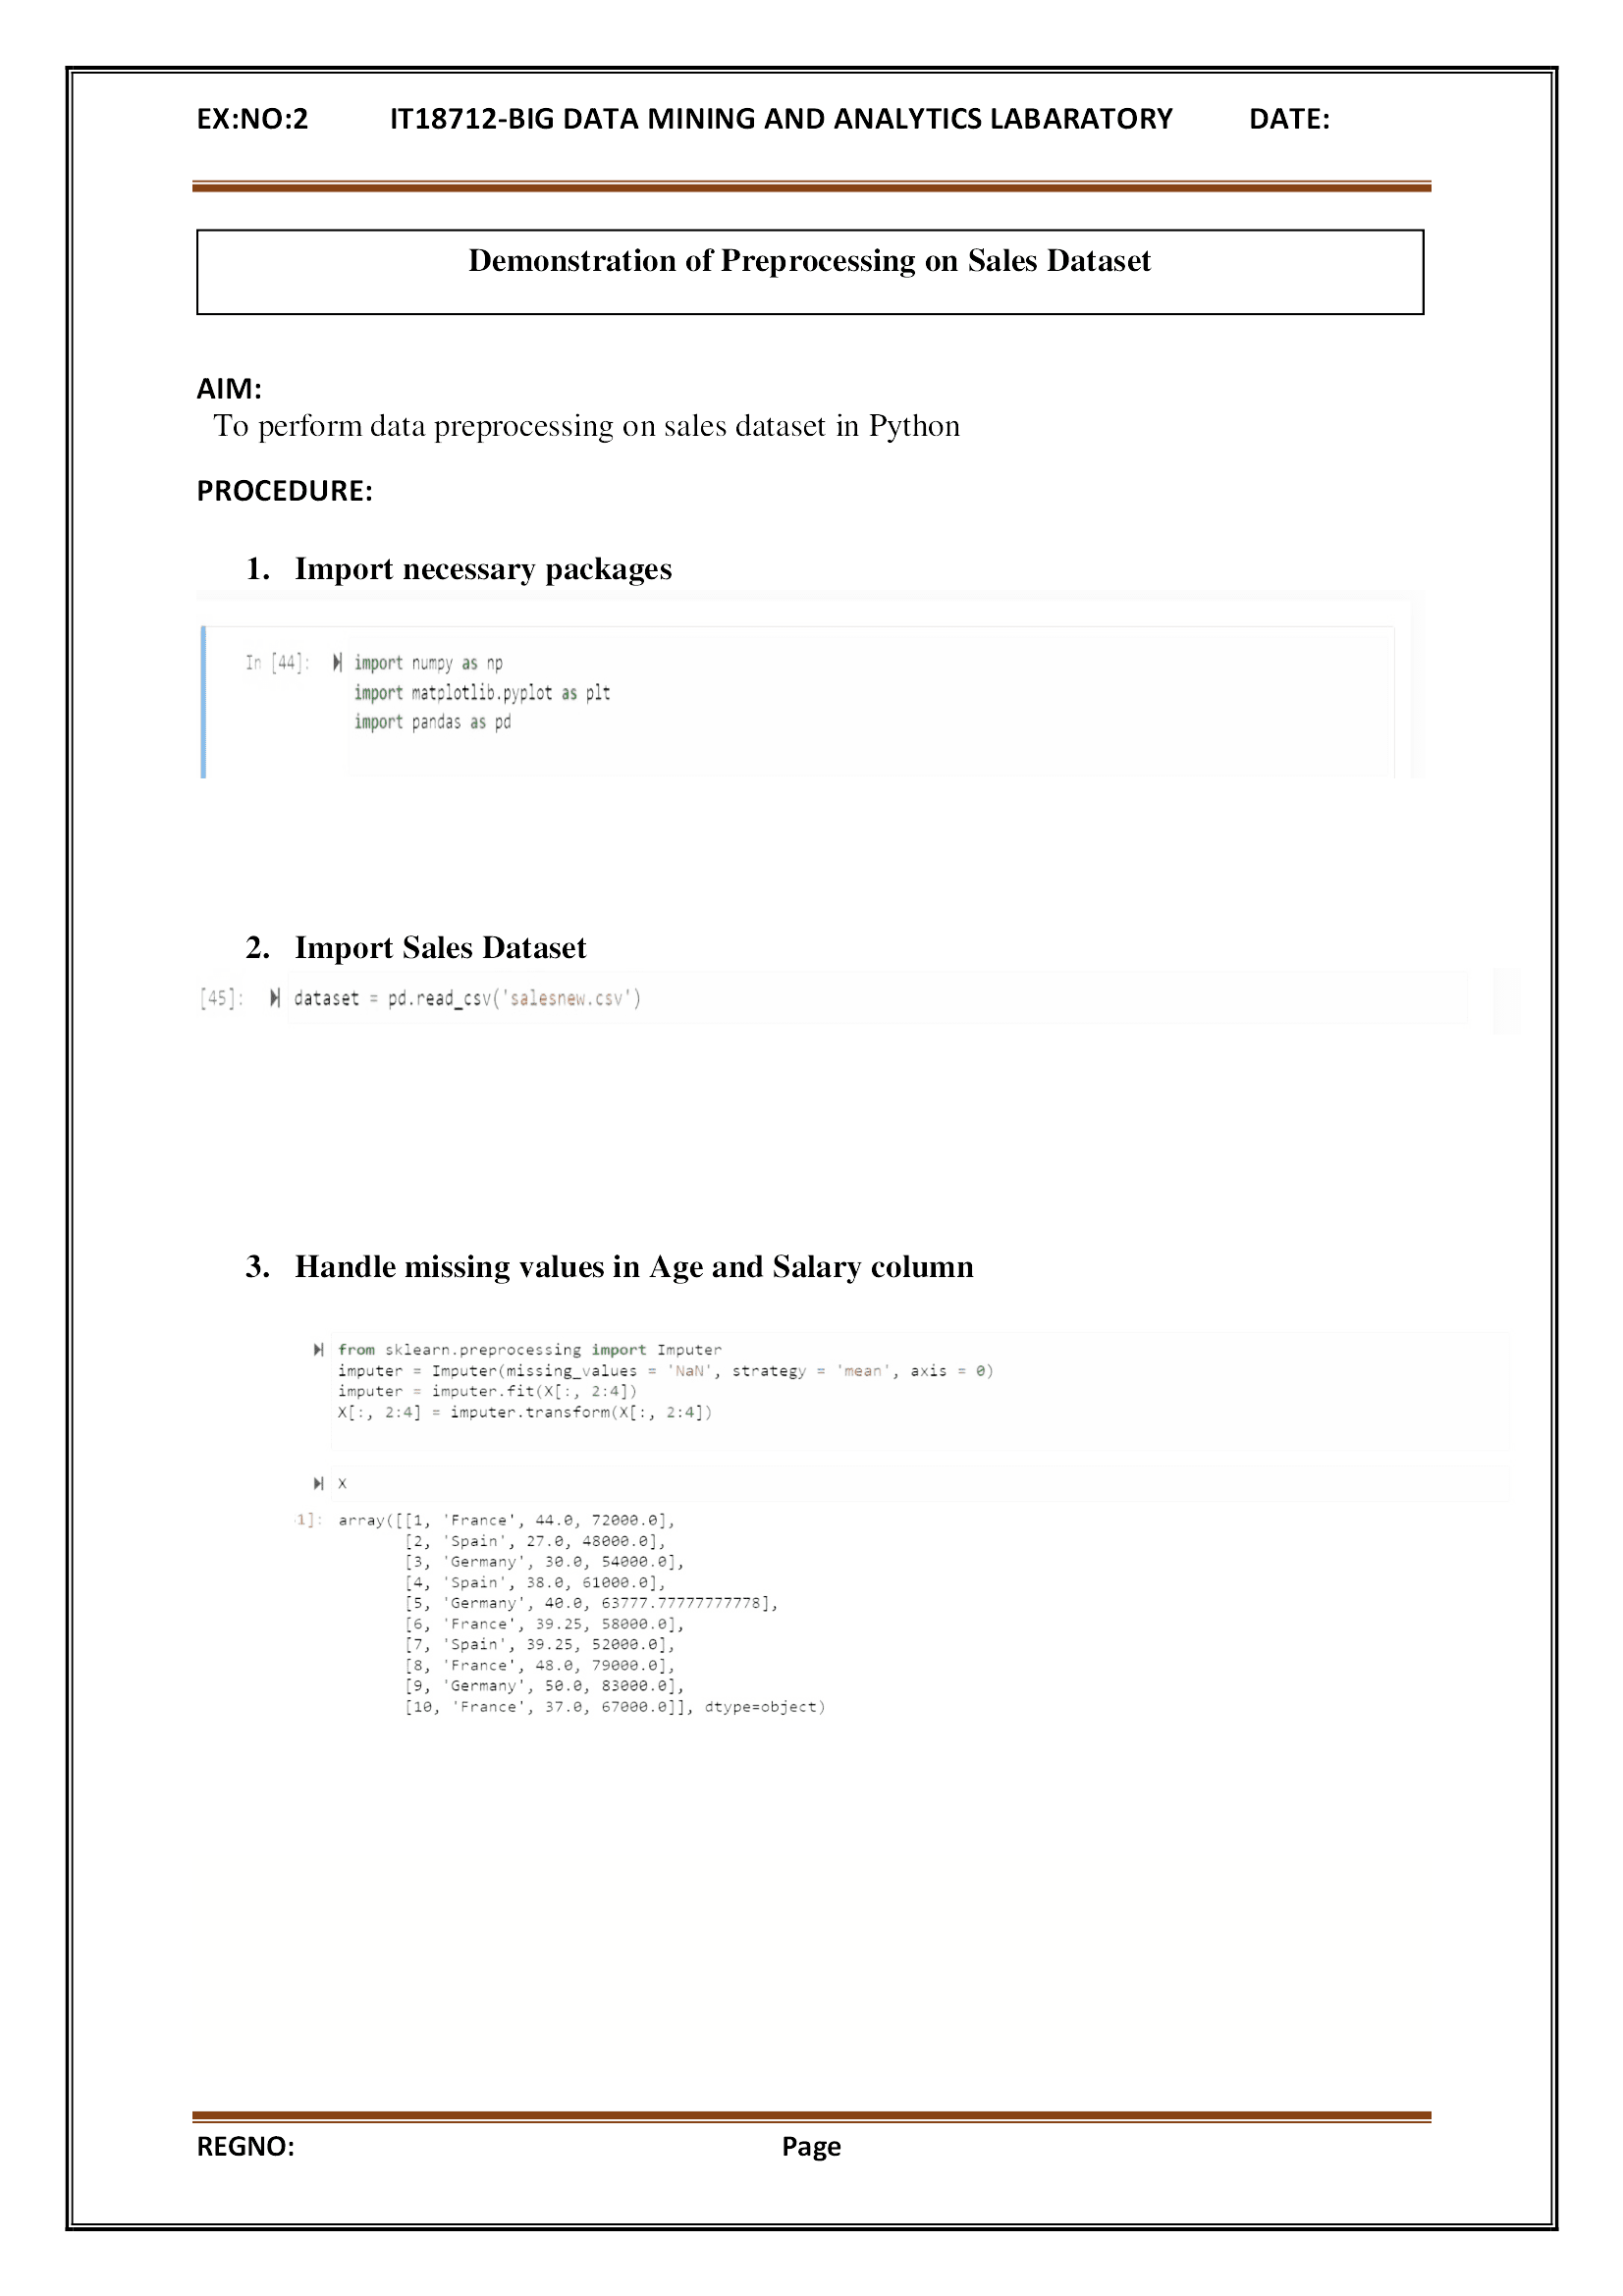 EX:NO:2 IT18712-BIG DATA MINING AND ANALYTICS LABARATORY DATE:
Demonstration of Preprocessing on Sales Dataset
AIM:
To perform data preprocessing on sales dataset in Python
PROCEDURE:
1. Import necessary packages
In [44]: import numpy as np
import matplotlib.pyplot as plt
import pandas as pd
2. Import Sales Dataset
[45]: dataset = pd.read_csv('salesnew.csv')
3. Handle missing values in Age and Salary column
from sklearn.preprocessing import Imputer
imputer = Imputer(missing_values = 'NaN', strategy = 'mean', axis = 0)
imputer = imputer.fit(X[:, 2:4])
X[:, 2:4] = imputer.transform(X[:, 2:4])
X
1]: array([[1, 'France', 44.0, 72000.0],
[2, 'Spain', 27.0, 48000.0],
[3, 'Germany', 30.0, 54000.0],
[4, 'Spain', 38.0, 61000.0],
[5, 'Germany', 40.0, 63777.77777777778],
[6, 'France', 39.25, 58000.0],
[7, 'Spain', 39.25, 52000.0],
[8, 'France', 48.0, 79000.0],
[9, 'Germany', 50.0, 83000.0],
[10, 'France', 37.0, 67000.0]], dtype=object)
REGNO: Page